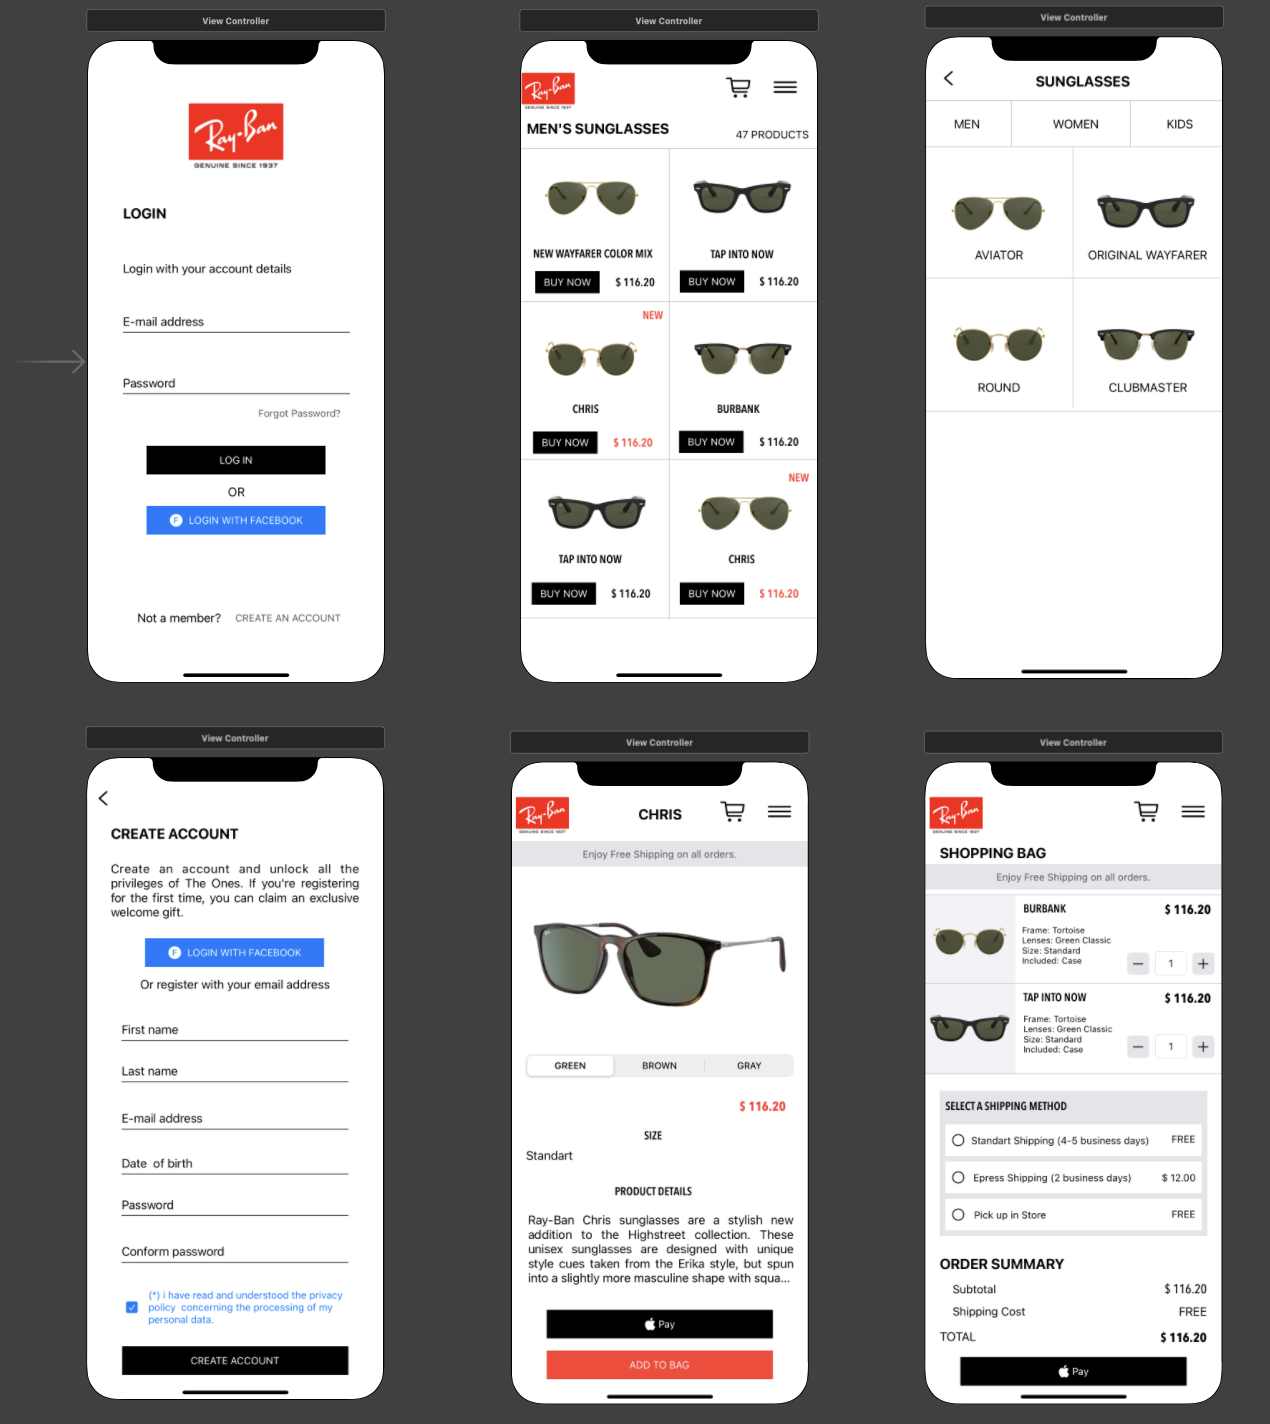 View Controller
Ray-Ban
GENUINE SINCE 1937
LOGIN
Login with your account details
E-mail address
Password
Forgot Password?
LOG IN
OR
F LOGIN WITH FACEBOOK
Not a member? CREATE AN ACCOUNT
View Controller
Ray-Ban
GENUINE SINCE 1937
MEN'S SUNGLASSES 47 PRODUCTS
NEW WAYFARER COLOR MIX TAP INTO NOW
BUY NOW $ 116.20 BUY NOW $ 116.20
NEW
CHRIS BURBANK
BUY NOW $ 116.20 BUY NOW $ 116.20
NEW
TAP INTO NOW CHRIS
BUY NOW $ 116.20 BUY NOW $ 116.20
View Controller
SUNGLASSES
MEN WOMEN KIDS
AVIATOR ORIGINAL WAYFARER
ROUND CLUBMASTER
View Controller
CREATE ACCOUNT
Create an account and unlock all the
privileges of The Ones. If you're registering
for the first time, you can claim an exclusive
welcome gift.
F LOGIN WITH FACEBOOK
Or register with your email address
First name
Last name
E-mail address
Date of birth
Password
Conform password
(*) i have read and understood the privacy
policy concerning the processing of my
personal data.
CREATE ACCOUNT
View Controller
Ray-Ban
GENUINE SINCE 1937
CHRIS
Enjoy Free Shipping on all orders.
GREEN BROWN GRAY
$ 116.20
SIZE
Standart
PRODUCT DETAILS
Ray-Ban Chris sunglasses are a stylish new
addition to the Highstreet collection. These
unisex sunglasses are designed with unique
style cues taken from the Erika style, but spun
into a slightly more masculine shape with squa...
Pay
ADD TO BAG
View Controller
Ray-Ban
GENUINE SINCE 1937
SHOPPING BAG
Enjoy Free Shipping on all orders.
BURBANK $ 116.20
Frame: Tortoise
Lenses: Green Classic
Size: Standard
Included: Case
− 1 +
TAP INTO NOW $ 116.20
Frame: Tortoise
Lenses: Green Classic
Size: Standard
Included: Case
− 1 +
SELECT A SHIPPING METHOD
Standart Shipping (4-5 business days) FREE
Epress Shipping (2 business days) $ 12.00
Pick up in Store FREE
ORDER SUMMARY
Subtotal $ 116.20
Shipping Cost FREE
TOTAL $ 116.20
Pay